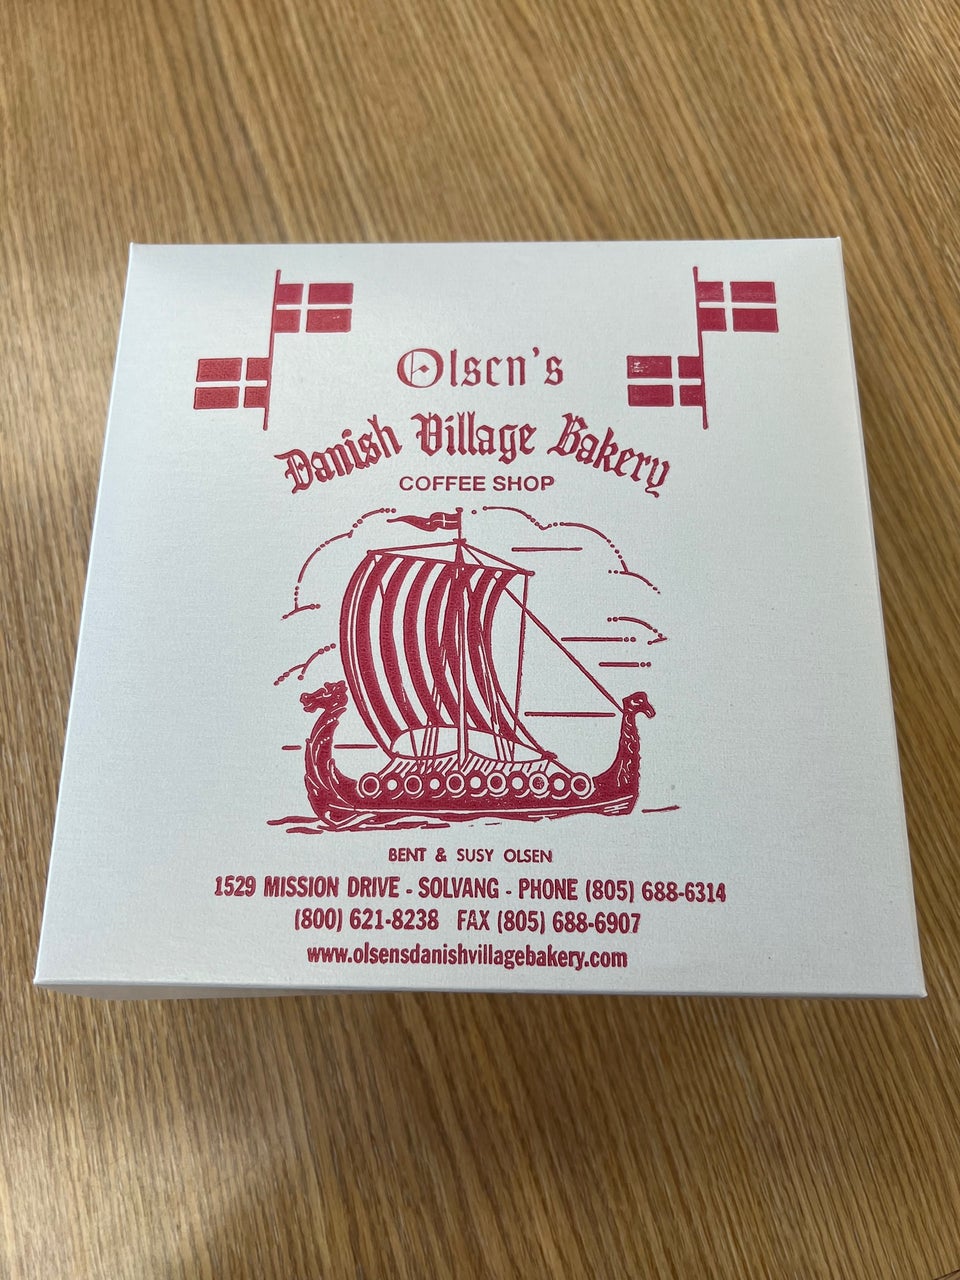 Olsen's
Danish Village Bakery
COFFEE SHOP
BENT & SUSY OLSEN
1529 MISSION DRIVE - SOLVANG - PHONE (805) 688-6314
(800) 621-8238 FAX (805) 688-6907
www.olsensdanishvillagebakery.com